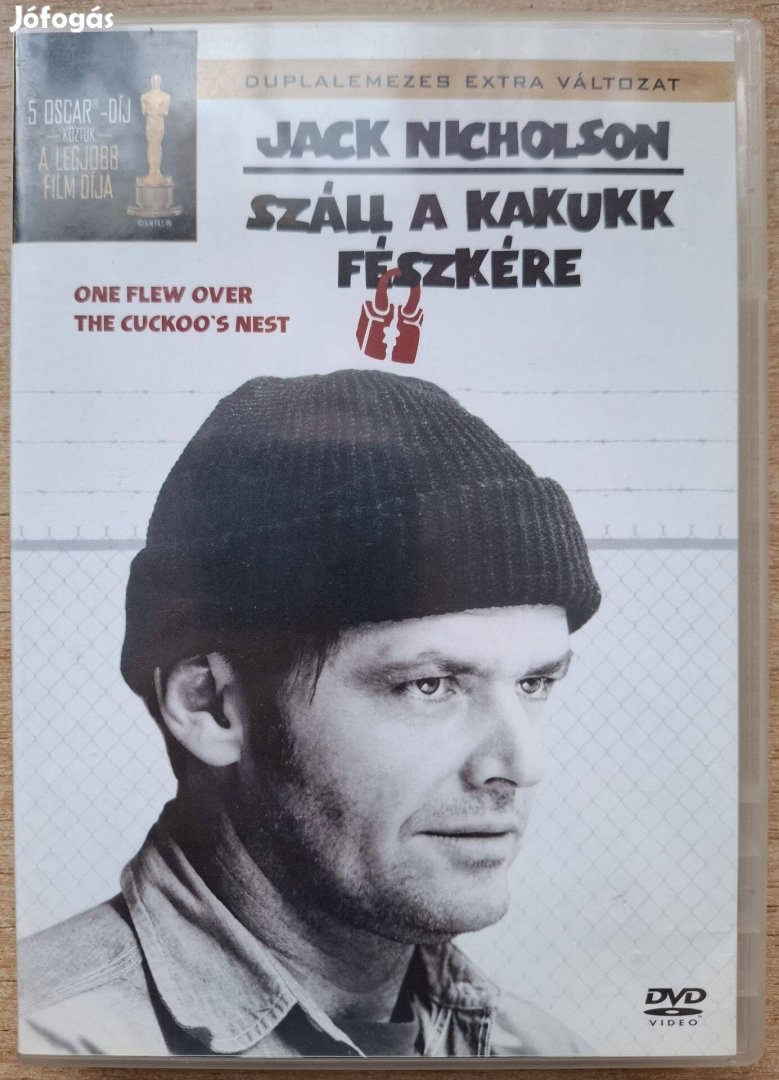 Jófogás
DUPLALEMEZES EXTRA VÁLTOZAT
5 OSCAR®-DÍJ
KÖZTÜK
A LEGJOBB
FILM DÍJA
JACK NICHOLSON
SZÁLL A KAKUKK
FÉSZKÉRE
ONE FLEW OVER
THE CUCKOO'S NEST
DVD
VIDEO